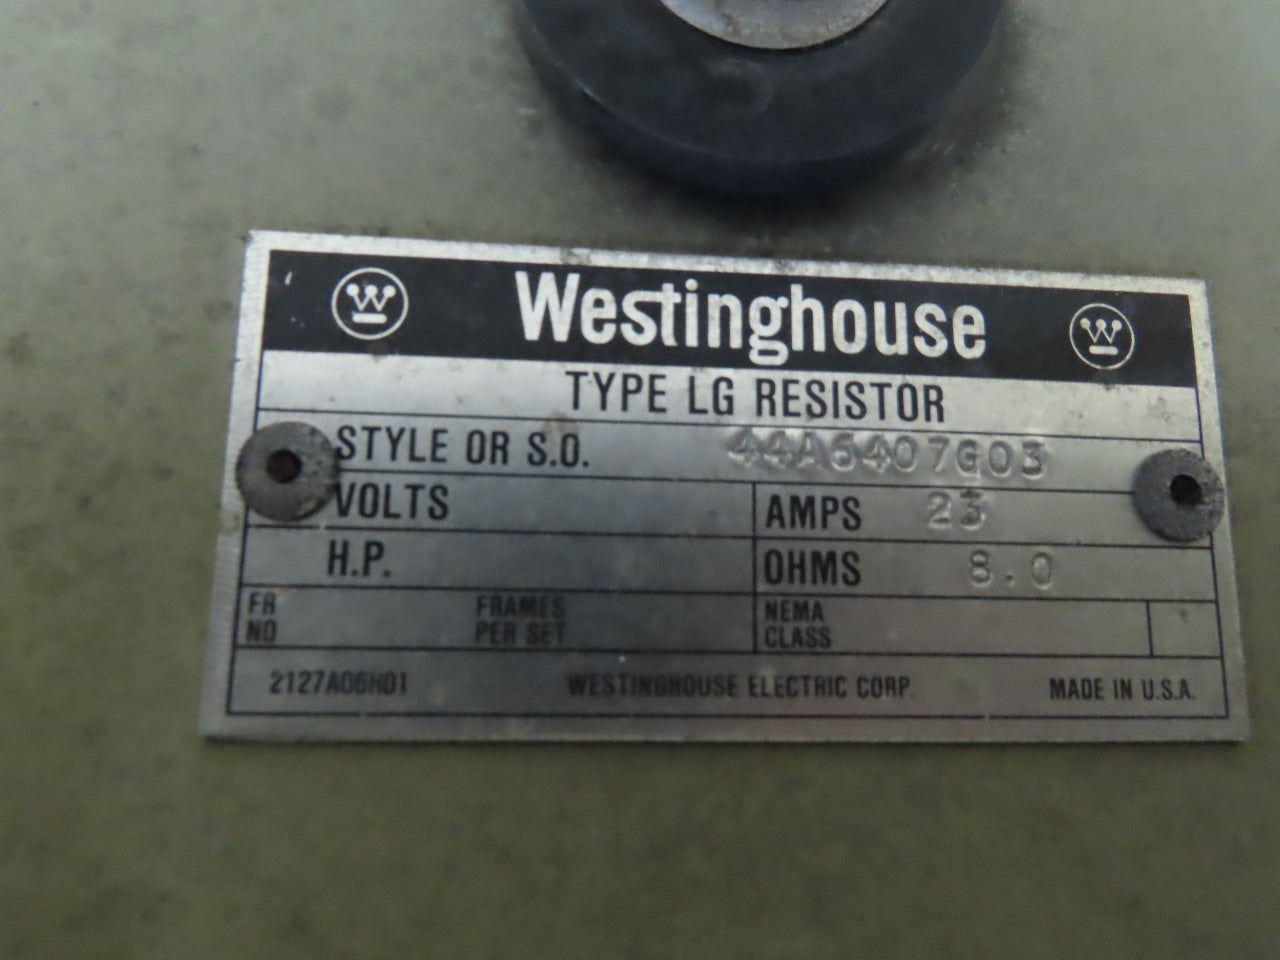 W Westinghouse W
TYPE LG RESISTOR
STYLE OR S.O. 44A6407G03
VOLTS AMPS 23
H.P. OHMS 8.0
FR NO FRAMES PER SET NEMA CLASS
2127A06H01 WESTINGHOUSE ELECTRIC CORP. MADE IN U.S.A.